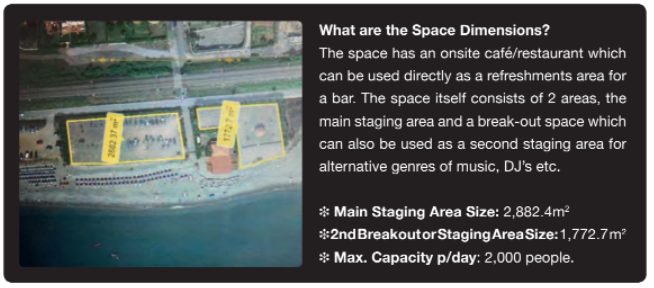 What are the Space Dimensions?
The space has an onsite café/restaurant which
can be used directly as a refreshments area for
a bar. The space itself consists of 2 areas, the
main staging area and a break-out space which
can also be used as a second staging area for
alternative genres of music, DJ's etc.
❇ Main Staging Area Size: 2,882.4m²
❇2ndBreakoutorStagingAreaSize:1,772.7m²
❇ Max. Capacity p/day: 2,000 people.
2882.37 m²
1772.7 m²